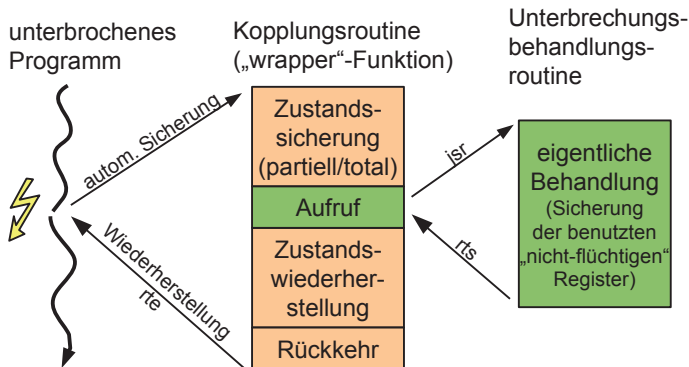 unterbrochenes
Programm
Kopplungsroutine
(„wrapper“-Funktion)
Unterbrechungs-
behandlungs-
routine
autom. Sicherung
Wiederherstellung
rte
Zustands-
sicherung
(partiell/total)
Aufruf
Zustands-
wiederher-
stellung
Rückkehr
jsr
rts
eigentliche
Behandlung
(Sicherung
der benutzten
„nicht-flüchtigen“
Register)